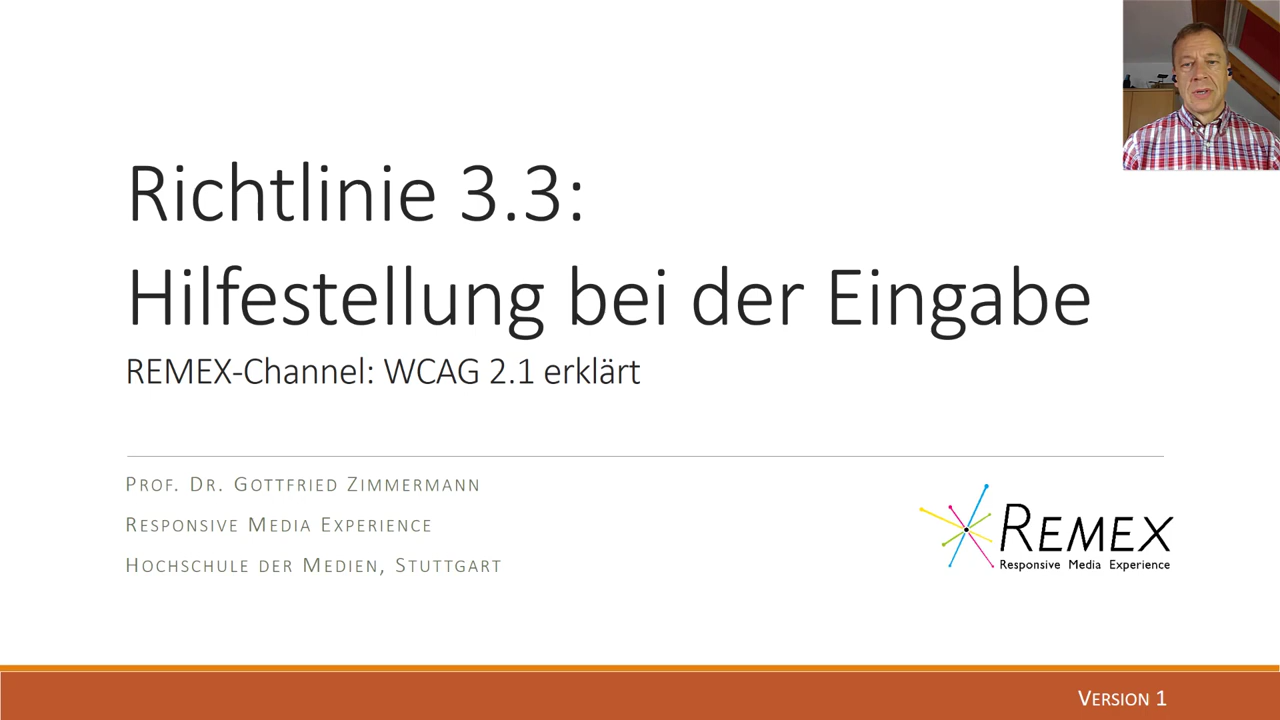 Richtlinie 3.3:
Hilfestellung bei der Eingabe
REMEX-Channel: WCAG 2.1 erklärt
Prof. Dr. Gottfried Zimmermann
Responsive Media Experience
Hochschule der Medien, Stuttgart
Remex
Responsive Media Experience
Version 1